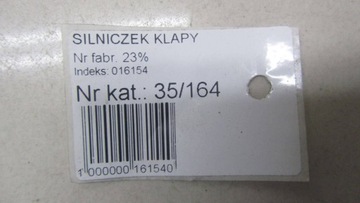 SILNICZEK KLAPY
Nr fabr. 23%
Indeks: 016154
Nr kat.: 35/164
1 000000 161540